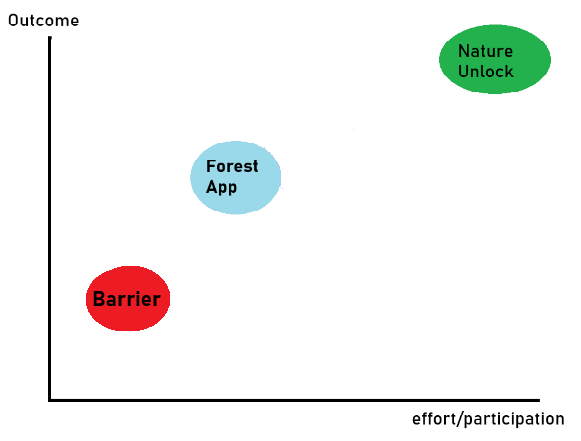 Outcome
Nature
Unlock
Forest
App
Barrier
effort/participation